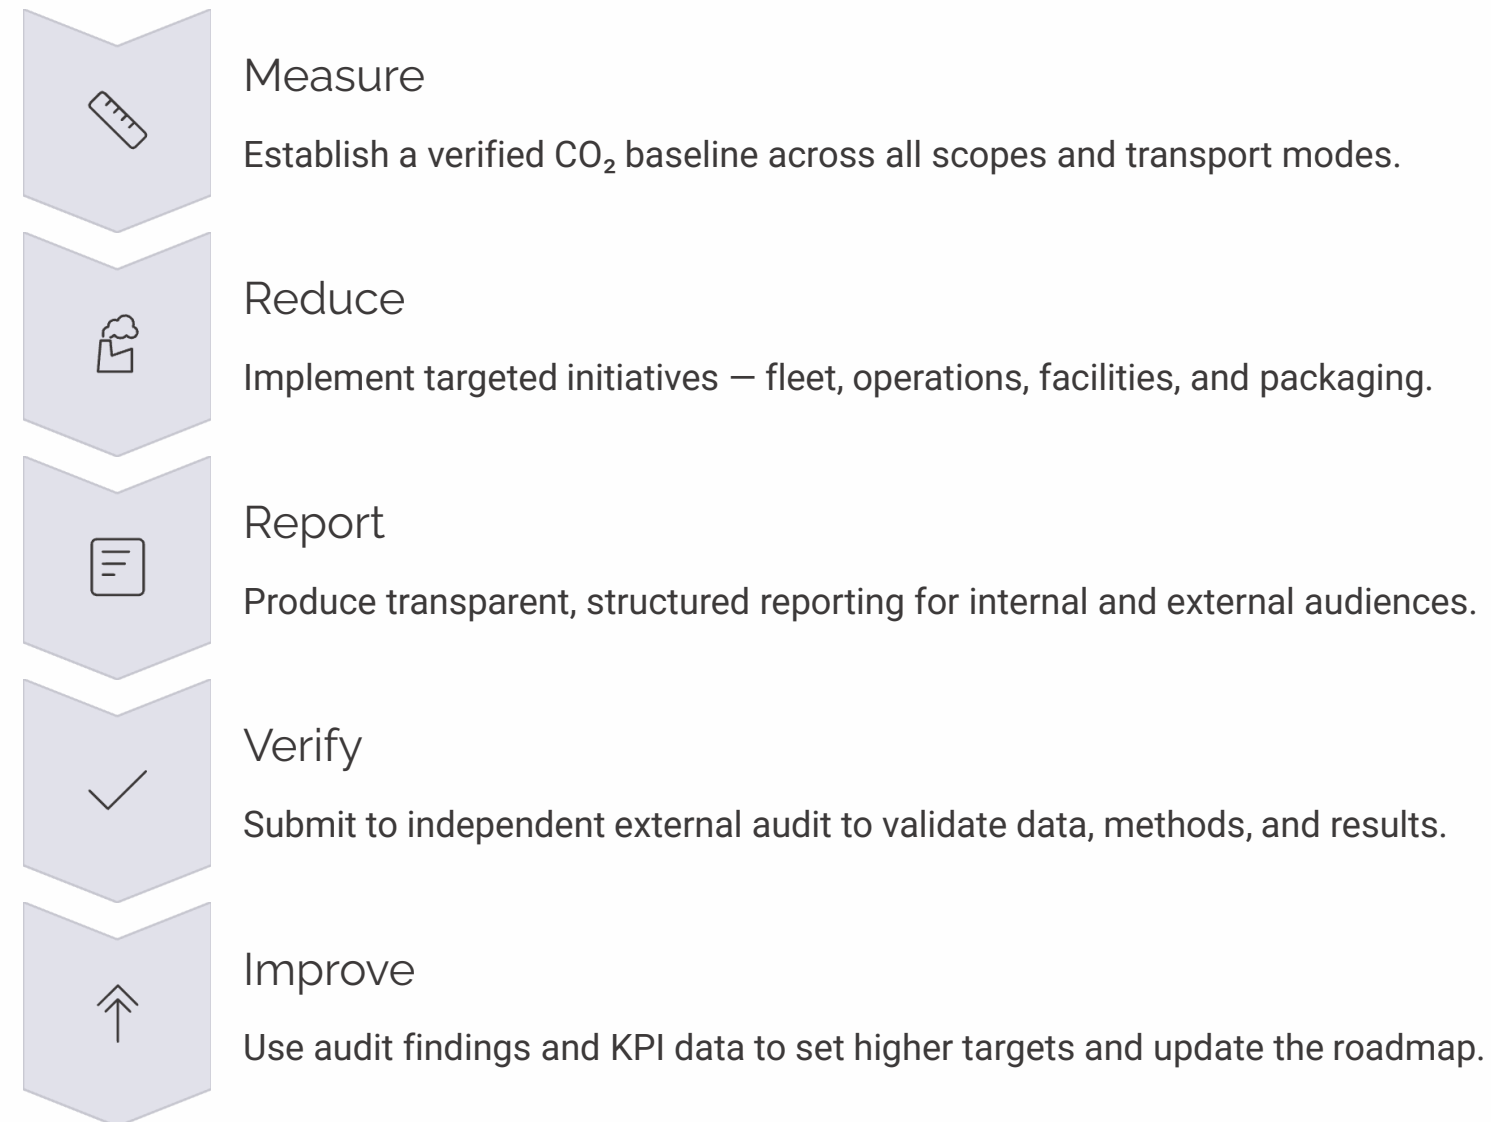 Measure
Establish a verified CO₂ baseline across all scopes and transport modes.
Reduce
Implement targeted initiatives — fleet, operations, facilities, and packaging.
Report
Produce transparent, structured reporting for internal and external audiences.
Verify
Submit to independent external audit to validate data, methods, and results.
Improve
Use audit findings and KPI data to set higher targets and update the roadmap.